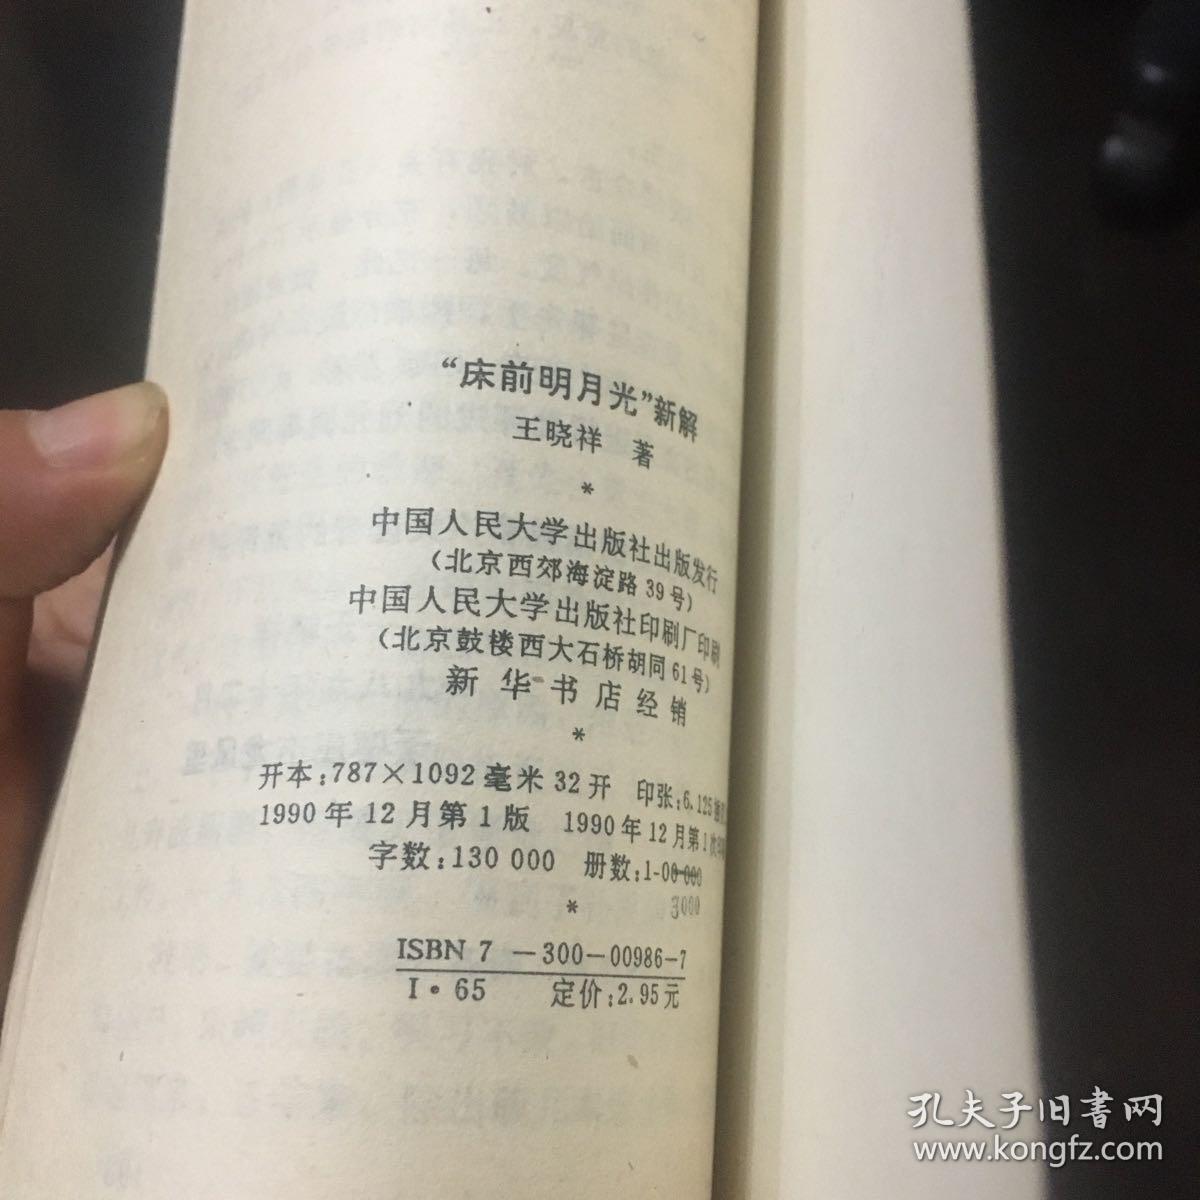 “床前明月光”新解
王晓祥 著
*
中国人民大学出版社出版发行
(北京西郊海淀路39号)
中国人民大学出版社印刷厂印刷
(北京鼓楼西大石桥胡同61号)
新华书店经销
*
开本:787×1092毫米32开 印张:6.125
1990年12月第1版 1990年12月第1次
字数:130 000 册数:1-00 000
3000
*
ISBN 7-300-00986-7
I·65 定价:2.95元
孔夫子旧书网
www.kongfz.com